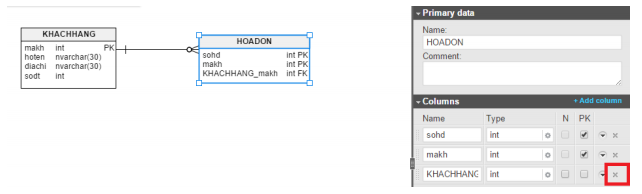 KHACHHANG
makh int PK
hoten nvarchar(30)
diachi nvarchar(30)
sodt int
HOADON
sohd int PK
makh int PK
KHACHHANG_makh int FK
Primary data
Name:
HOADON
Comment:
Columns + Add column
Name Type N PK
sohd int
makh int
KHACHHANG int